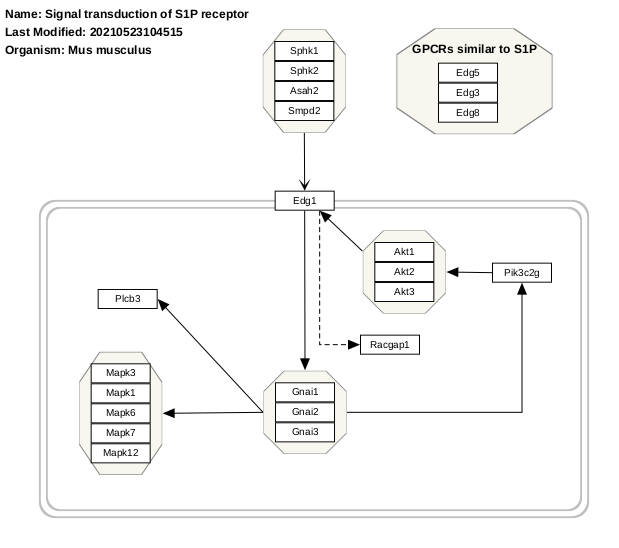 Name: Signal transduction of S1P receptor
Last Modified: 20210523104515
Organism: Mus musculus
Sphk1
Sphk2
Asah2
Smpd2
GPCRs similar to S1P
Edg5
Edg3
Edg8
Edg1
Akt1
Akt2
Akt3
Pik3c2g
Plcb3
Racgap1
Mapk3
Mapk1
Mapk6
Mapk7
Mapk12
Gnai1
Gnai2
Gnai3